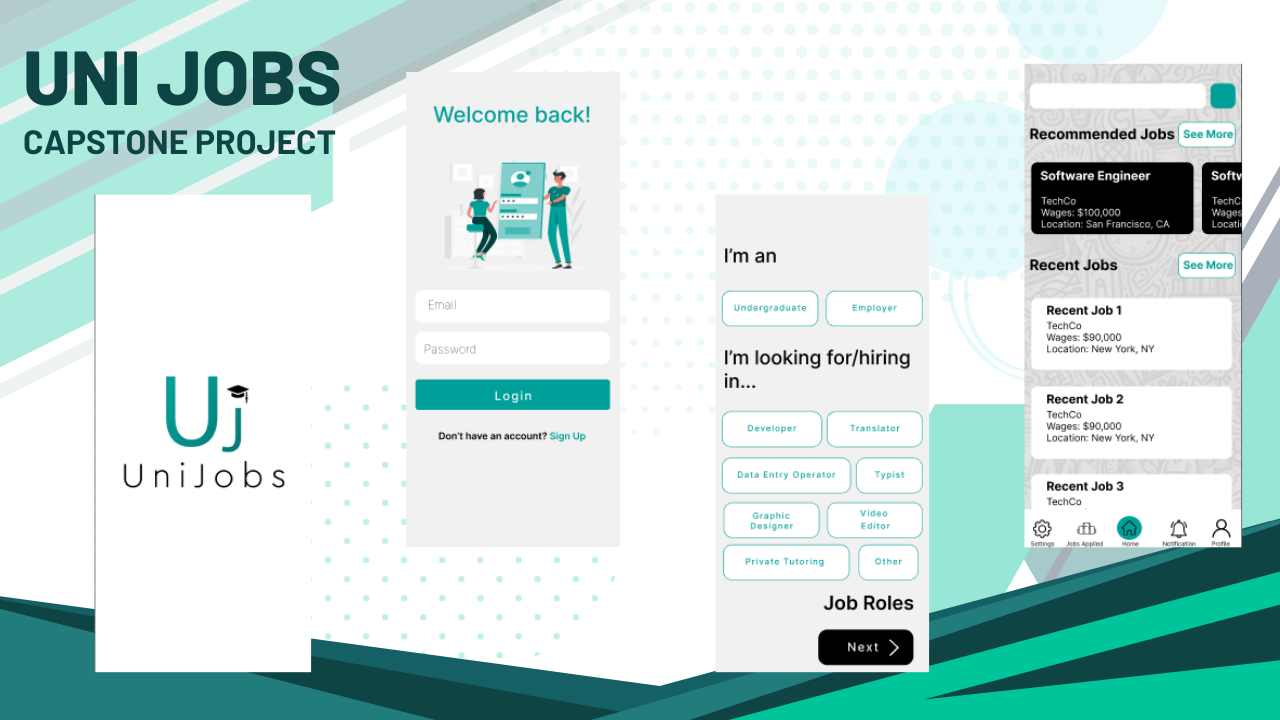 UNI JOBS
CAPSTONE PROJECT
Uj
UniJobs
Welcome back!
Email
Password
Login
Don't have an account? Sign Up
I'm an
Undergraduate
Employer
I'm looking for/hiring
in...
Developer
Translator
Data Entry Operator
Typist
Graphic
Designer
Video
Editor
Private Tutoring
Other
Job Roles
Next
Recommended Jobs
See More
Software Engineer
TechCo
Wages: $100,000
Location: San Francisco, CA
Softw
TechC
Wages
Locati
Recent Jobs
See More
Recent Job 1
TechCo
Wages: $90,000
Location: New York, NY
Recent Job 2
TechCo
Wages: $90,000
Location: New York, NY
Recent Job 3
TechCo
Settings
Jobs Applied
Home
Notification
Profile